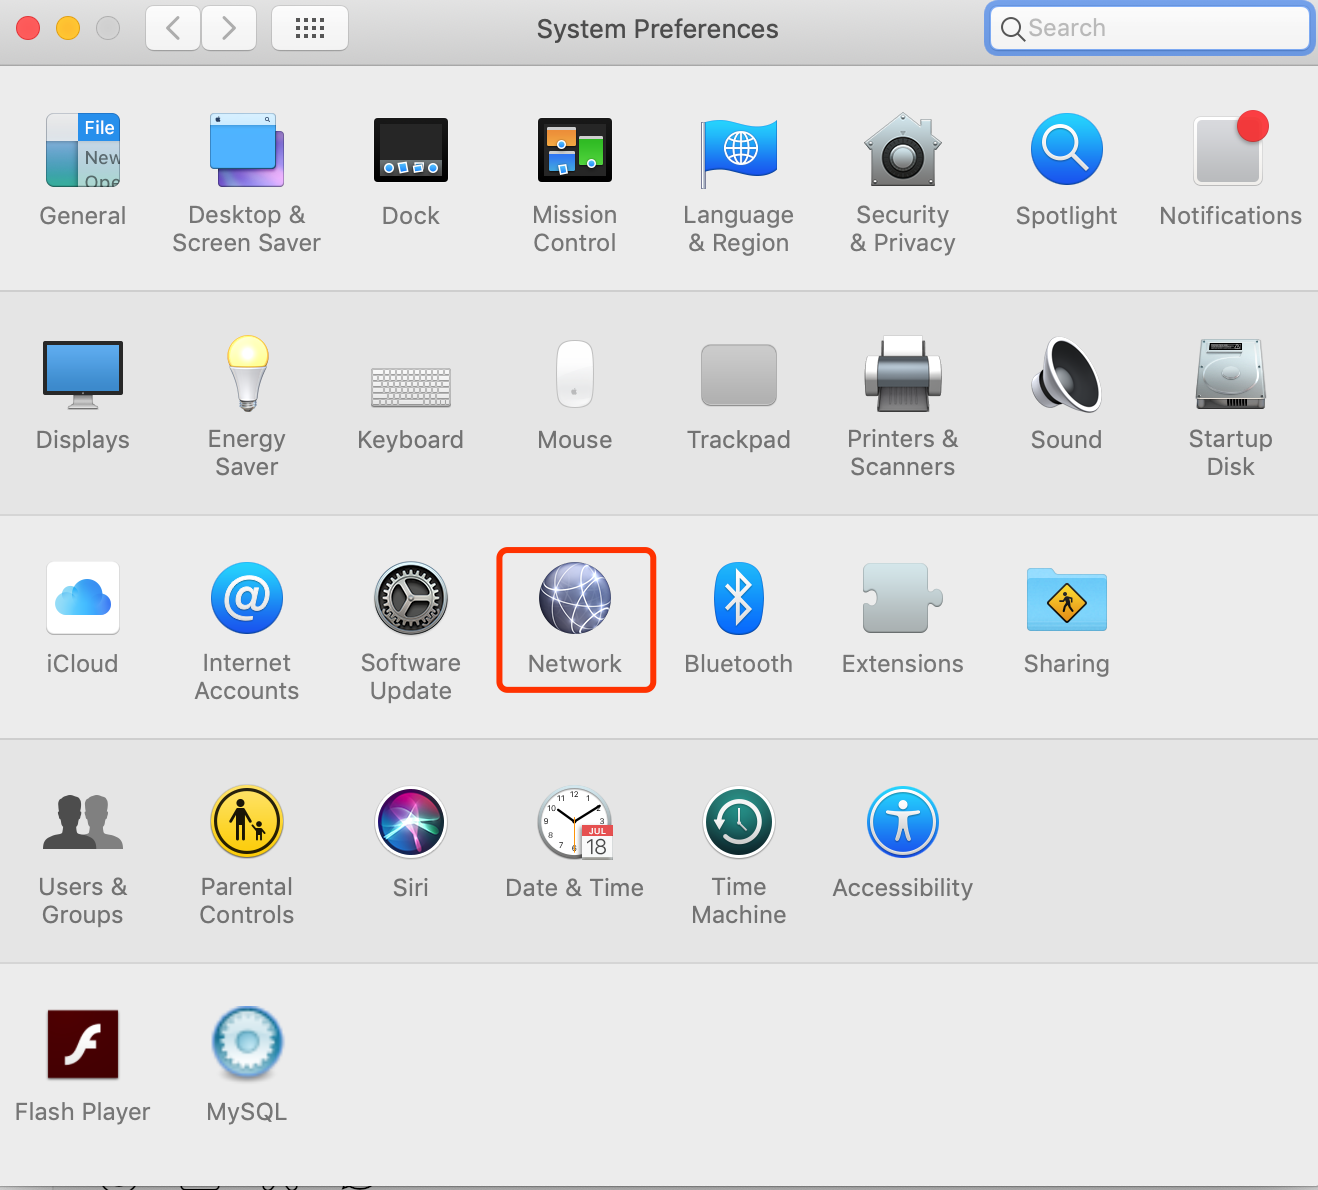 System Preferences
Search
File
New
Ope
General
Desktop &
Screen Saver
Dock
Mission
Control
Language
& Region
Security
& Privacy
Spotlight
Notifications
Displays
Energy
Saver
Keyboard
Mouse
Trackpad
Printers &
Scanners
Sound
Startup
Disk
iCloud
Internet
Accounts
Software
Update
Network
Bluetooth
Extensions
Sharing
Users &
Groups
Parental
Controls
Siri
JUL
18
Date & Time
Time
Machine
Accessibility
Flash Player
MySQL